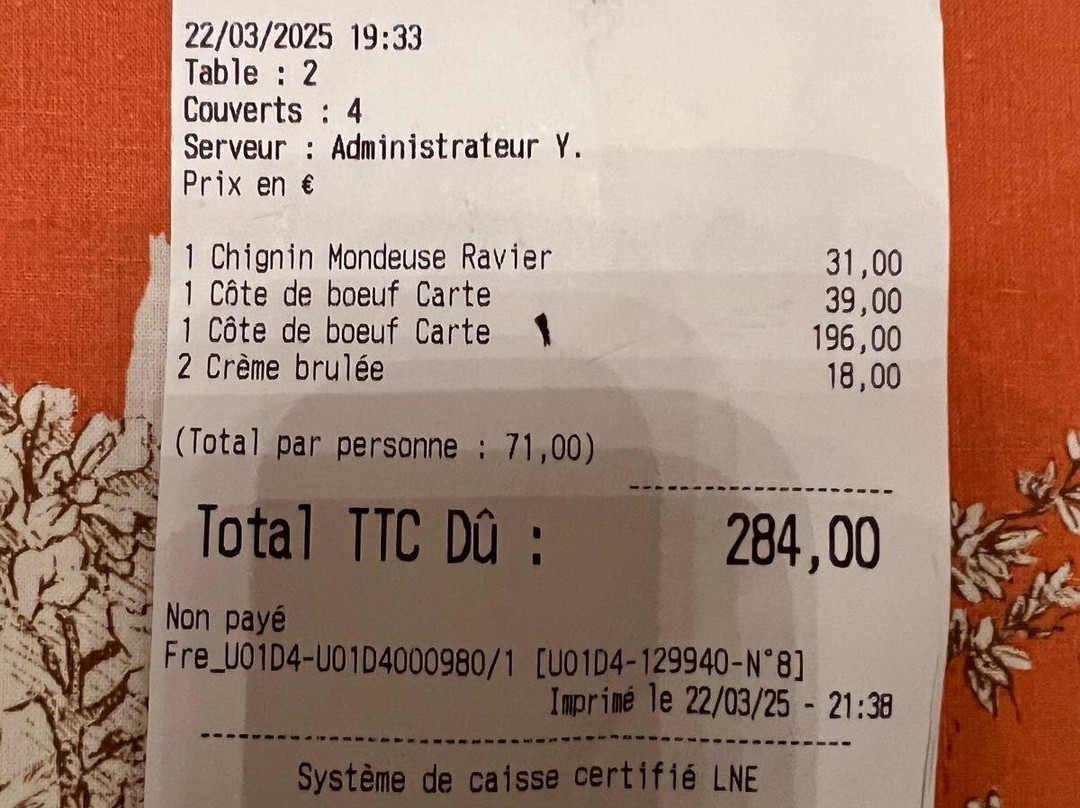 22/03/2025 19:33
Table : 2
Couverts : 4
Serveur : Administrateur Y.
Prix en €
1 Chignin Mondeuse Ravier 31,00
1 Côte de boeuf Carte 39,00
1 Côte de boeuf Carte 196,00
2 Crème brulée 18,00
(Total par personne : 71,00)
Total TTC Dû : 284,00
Non payé
Fre_U01D4-U01D4000980/1 [U01D4-129940-N°8]
Imprimé le 22/03/25 - 21:38
Système de caisse certifié LNE